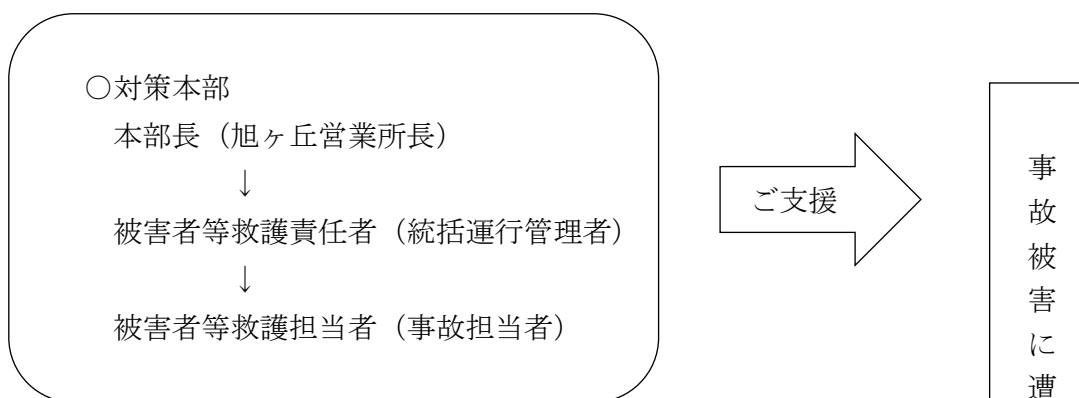 ○対策本部
本部長（旭ヶ丘営業所長）
↓
被害者等救護責任者（統括運行管理者）
↓
被害者等救護担当者（事故担当者）
ご支援
事故被害に遭